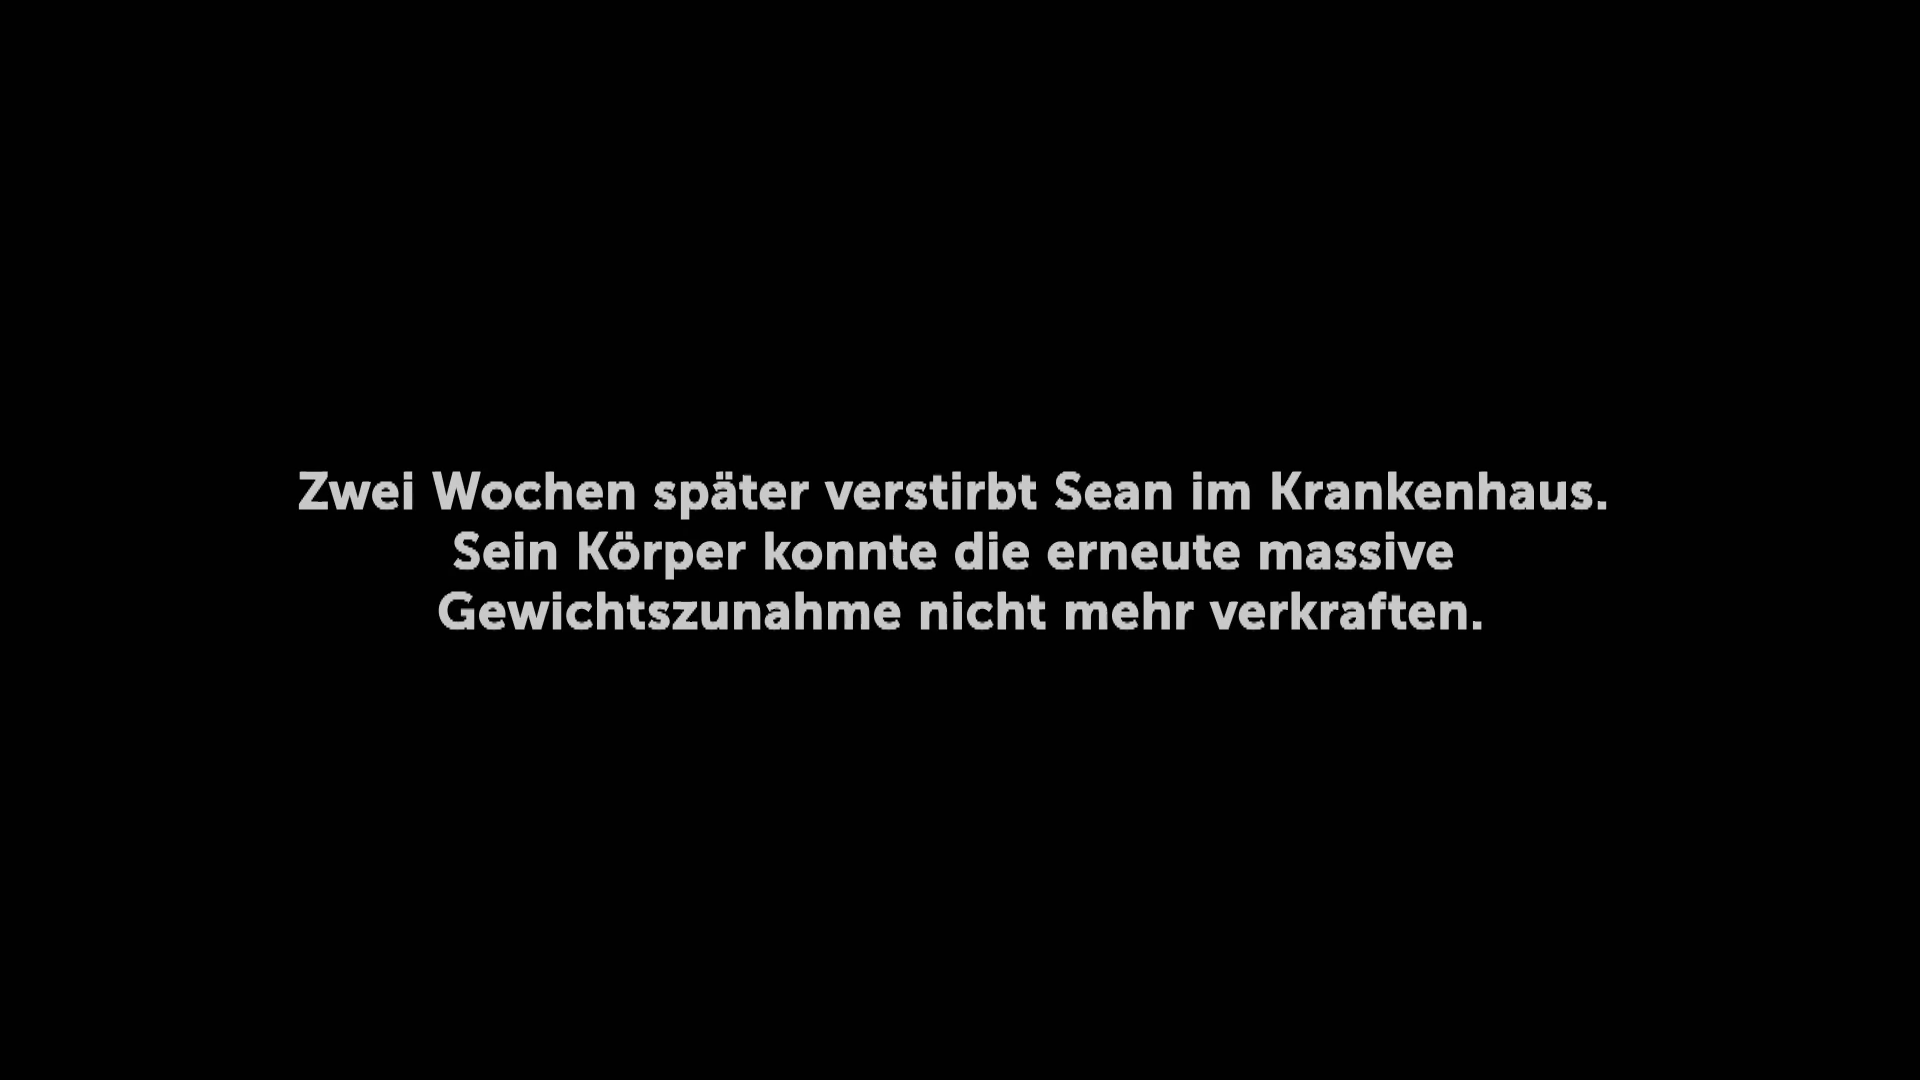 Zwei Wochen später verstirbt Sean im Krankenhaus.
Sein Körper konnte die erneute massive
Gewichtszunahme nicht mehr verkraften.